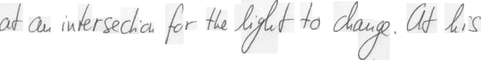 at an intersection for the light to change. At his